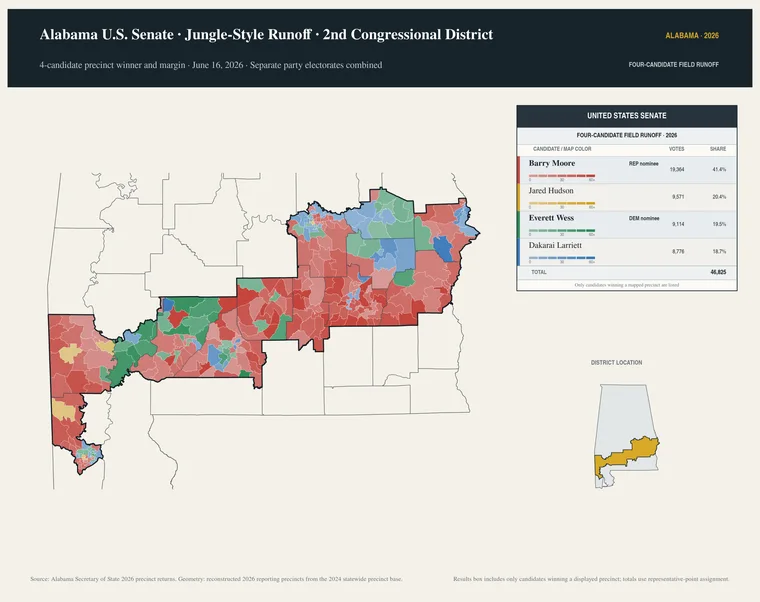 Alabama U.S. Senate · Jungle-Style Runoff · 2nd Congressional District
ALABAMA · 2026
4-candidate precinct winner and margin · June 16, 2026 · Separate party electorates combined
FOUR-CANDIDATE FIELD RUNOFF
UNITED STATES SENATE
FOUR-CANDIDATE FIELD RUNOFF · 2026
CANDIDATE / MAP COLOR VOTES SHARE
Barry Moore REP nominee 19,364 41.4%
Jared Hudson 9,571 20.4%
Everett Wess DEM nominee 9,114 19.5%
Dakarai Larriett 8,776 18.7%
TOTAL 46,825
Only candidates winning a mapped precinct are listed
DISTRICT LOCATION
Source: Alabama Secretary of State 2026 precinct returns. Geometry: reconstructed 2026 reporting precincts from the 2024 statewide precinct base.
Results box includes only candidates winning a displayed precinct; totals use representative-point assignment.